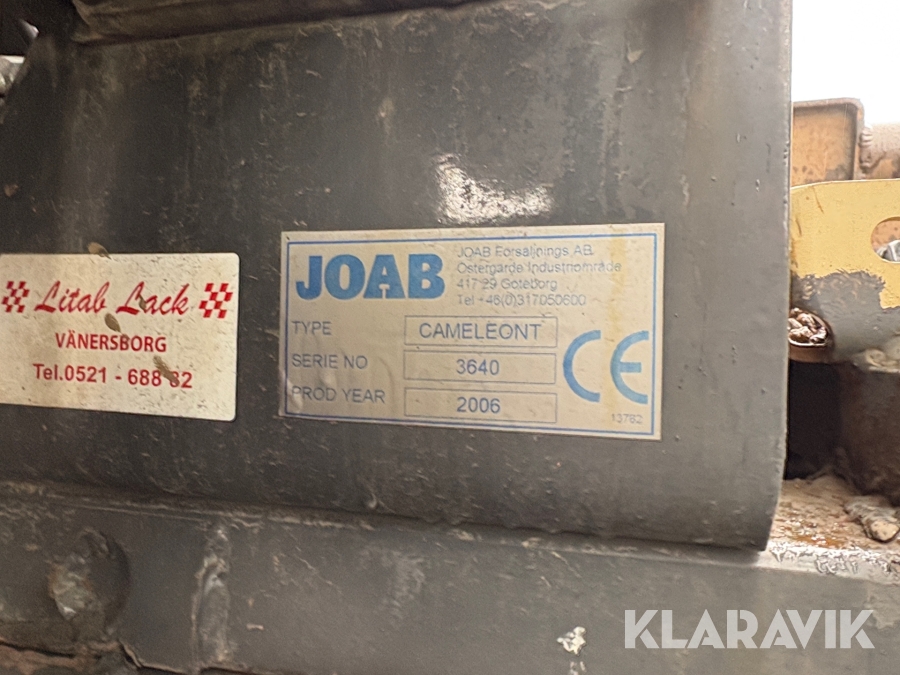 Litab Lack
VÄNERSBORG
Tel.0521 - 688 82
JOAB
JOAB Försäljnings AB
Östergärde Industriområde
417 29 Göteborg
Tel +46(0)317050600
TYPE CAMELEONT
SERIE NO 3640
PROD YEAR 2006
CE
13762
KLARAVIK